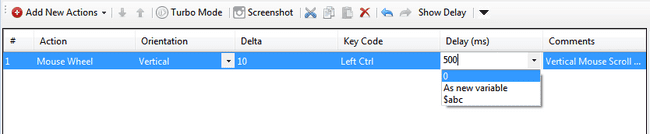 Add New Actions Turbo Mode Screenshot Show Delay
# Action Orientation Delta Key Code Delay (ms) Comments
1 Mouse Wheel Vertical 10 Left Ctrl 500 Vertical Mouse Scroll ...
0
As new variable
$abc